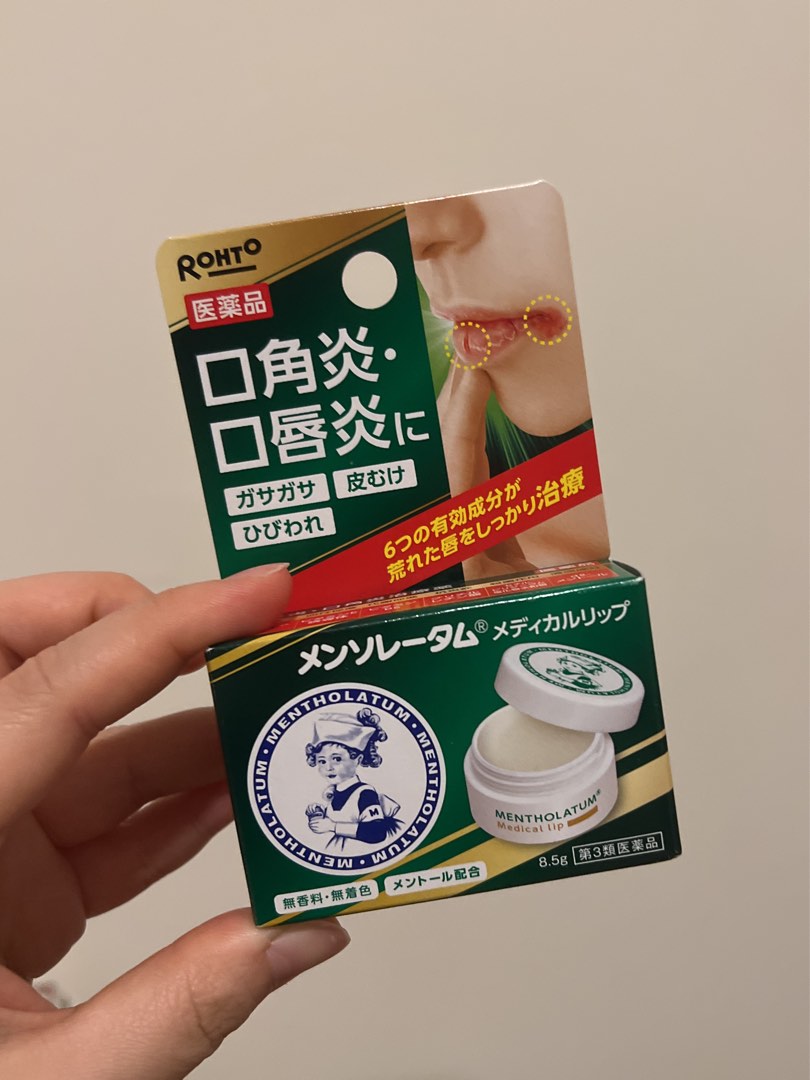 ROHTO
医薬品
口角炎・
口唇炎に
ガサガサ
皮むけ
ひびわれ
6つの有効成分が
荒れた唇をしっかり治療
メンソレータム® メディカルリップ
MENTHOLATUM • MENTHOLATUM • MENTHOLATUM • MENTHOLATUM •
M
MENTHOLATUM®
Medical lip
8.5g 第3類医薬品
無香料・無着色
メントール配合